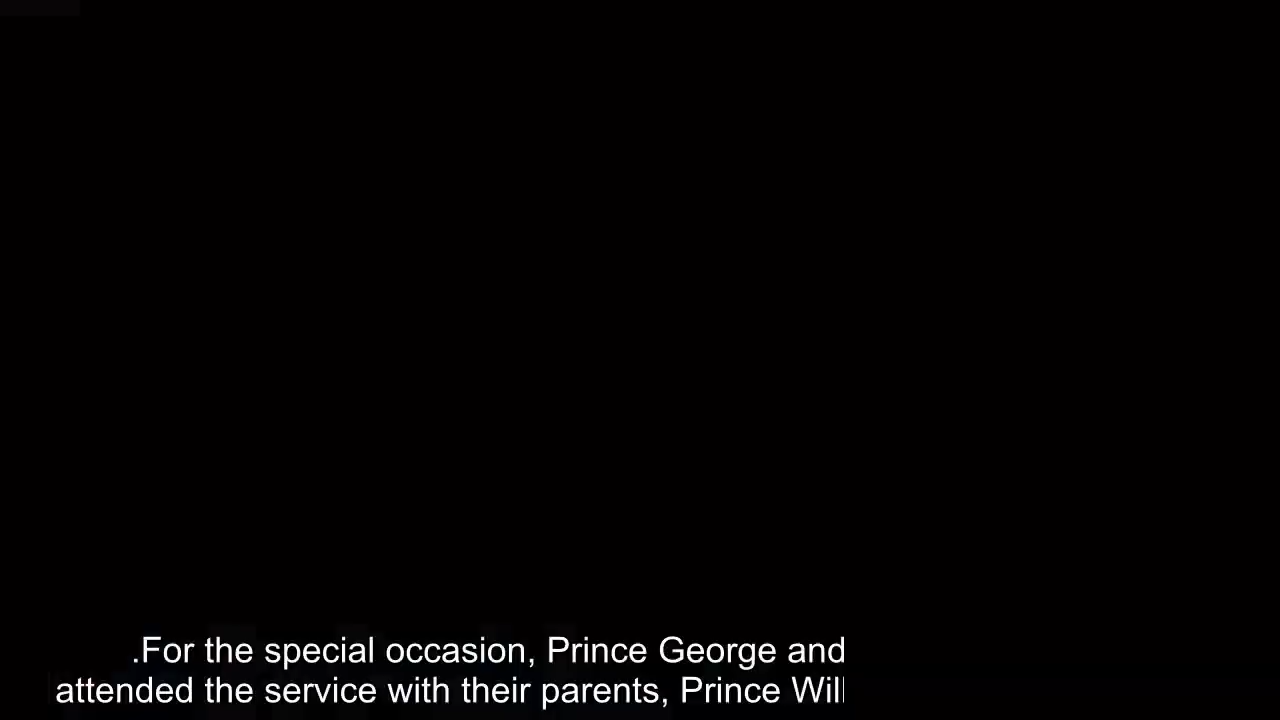 .For the special occasion, Prince George and
attended the service with their parents, Prince Will